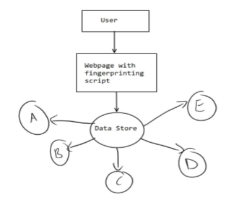 User
Webpage with
fingerprinting
script
E
A
Data Store
B
D
C